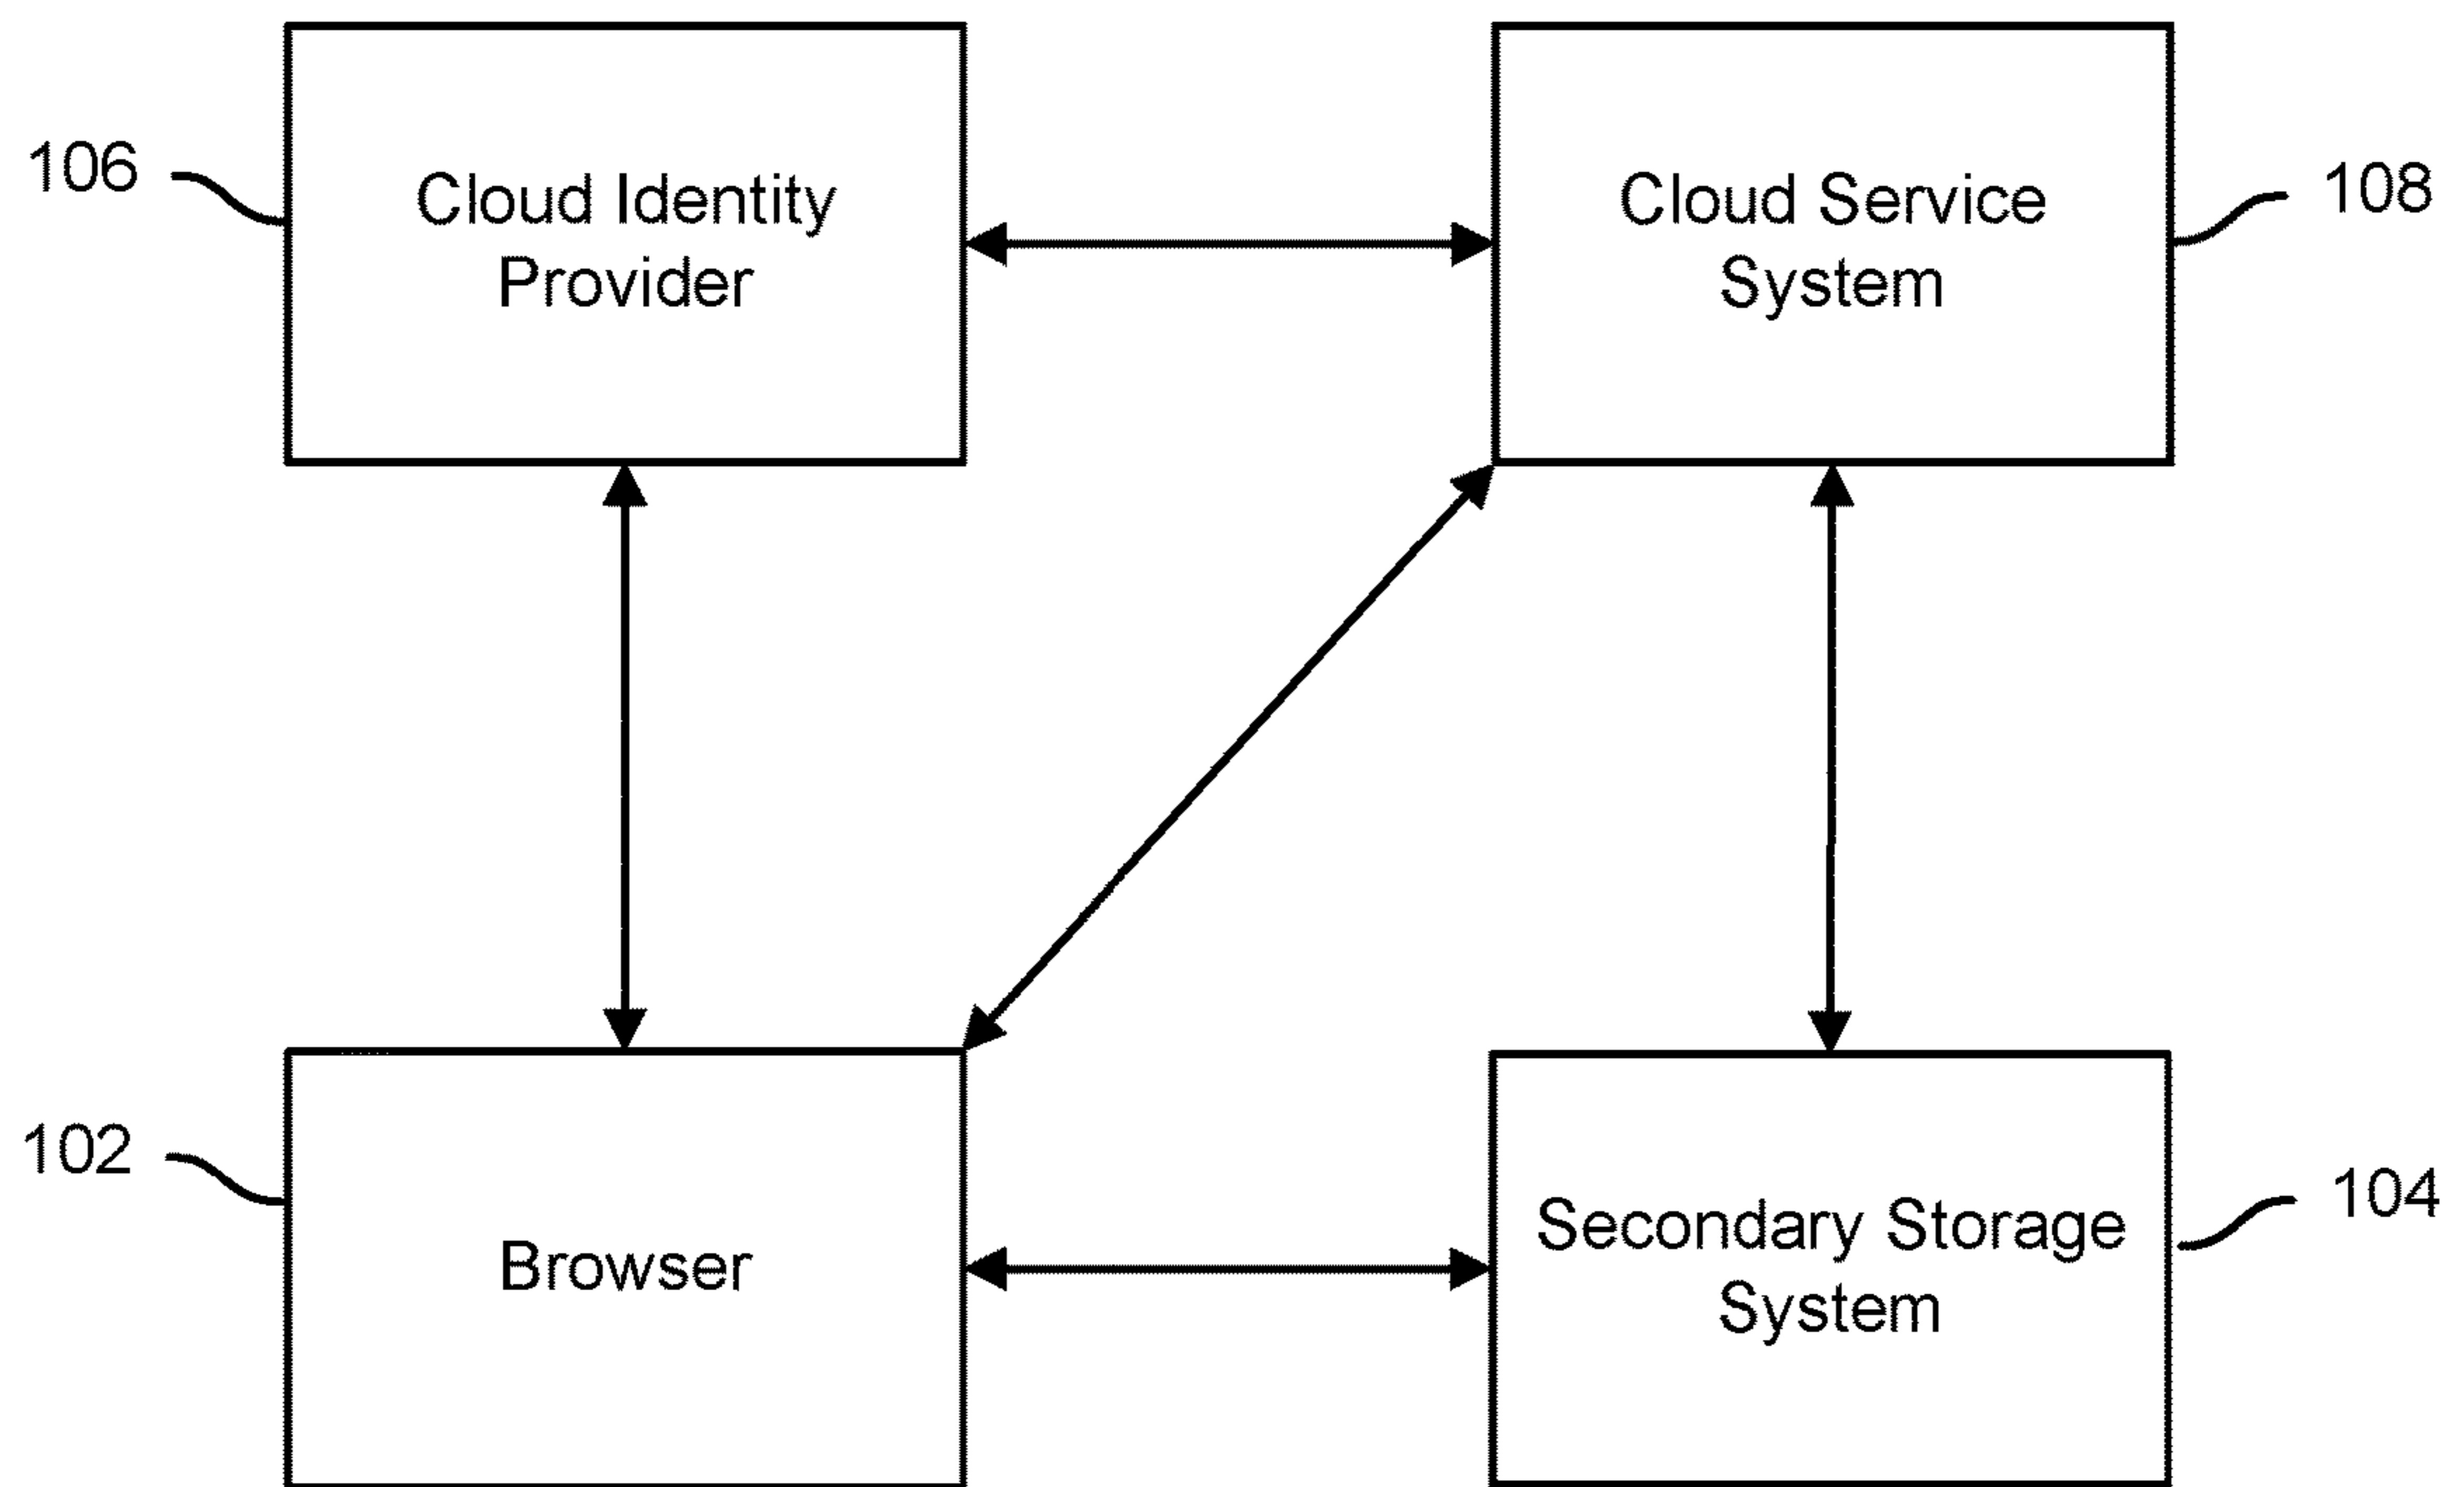 106
Cloud Identity
Provider
Cloud Service
System
108
102
Browser
Secondary Storage
System
104